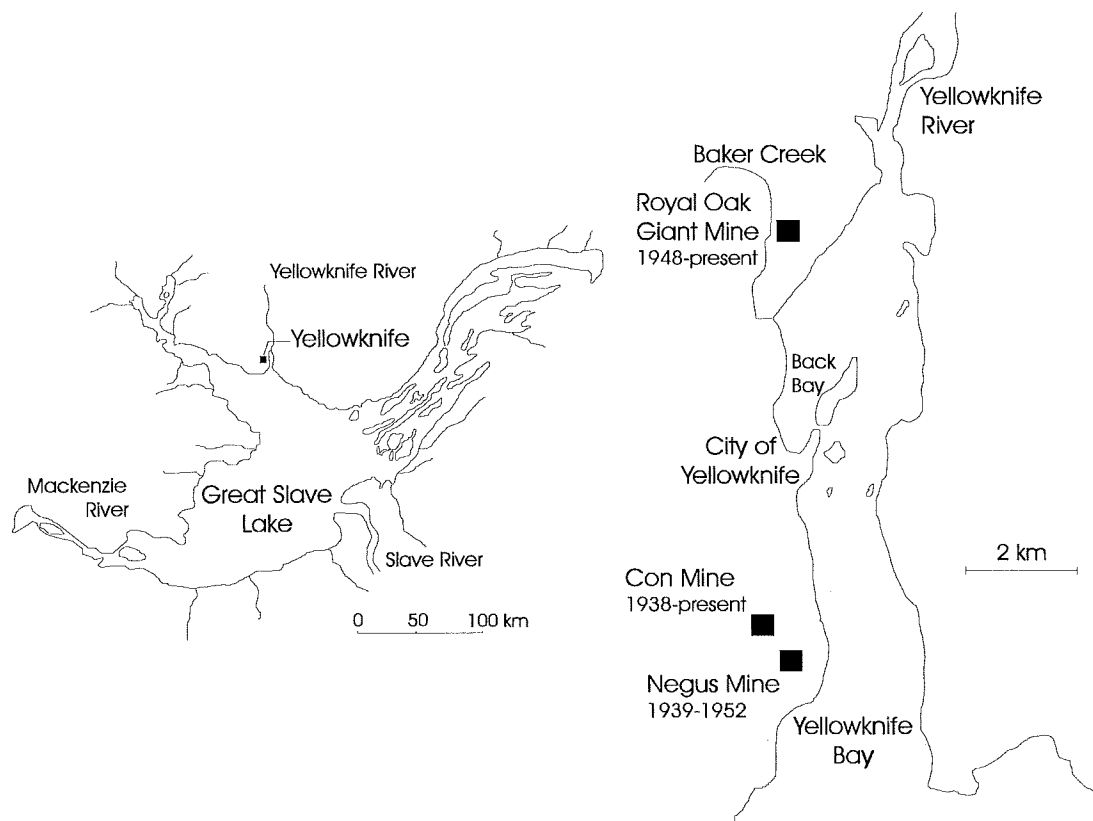 Yellowknife River
Yellowknife
Mackenzie
River
Great Slave
Lake
Slave River
0 50 100 km
Yellowknife
River
Baker Creek
Royal Oak
Giant Mine
1948-present
Back
Bay
City of
Yellowknife
2 km
Con Mine
1938-present
Negus Mine
1939-1952
Yellowknife
Bay